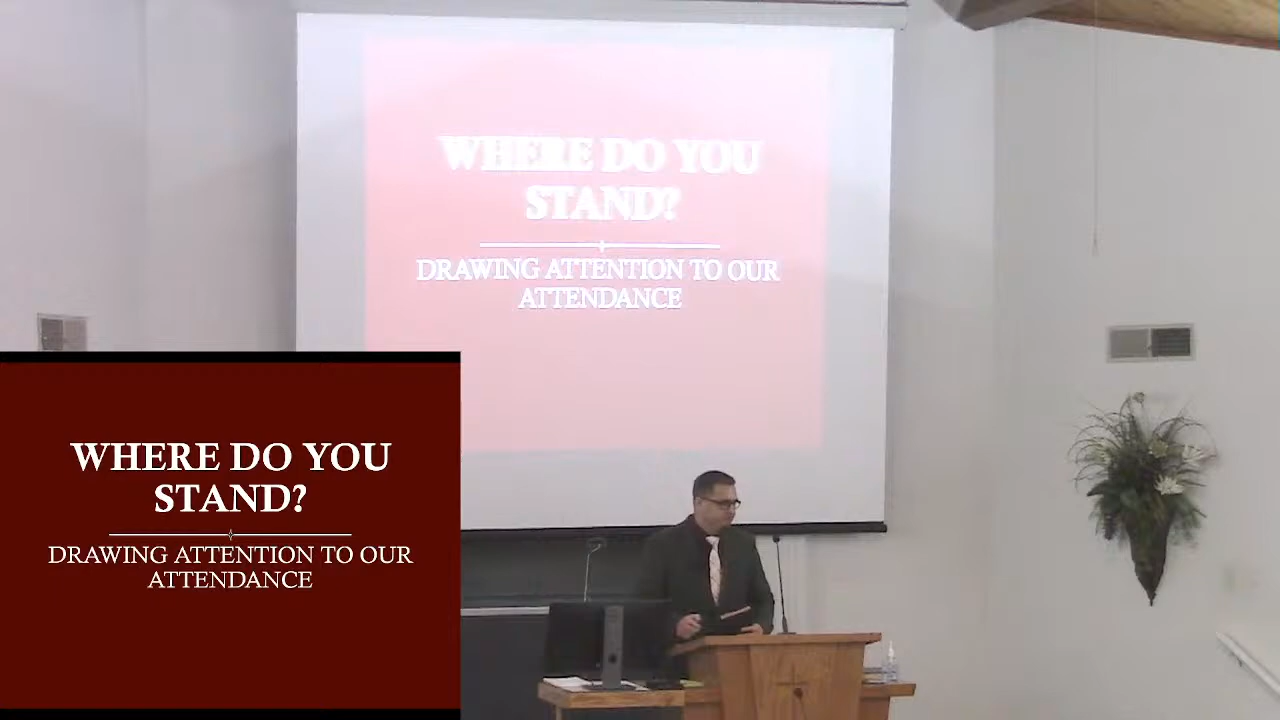 WHERE DO YOU
STAND?
DRAWING ATTENTION TO OUR
ATTENDANCE
WHERE DO YOU
STAND?
DRAWING ATTENTION TO OUR
ATTENDANCE